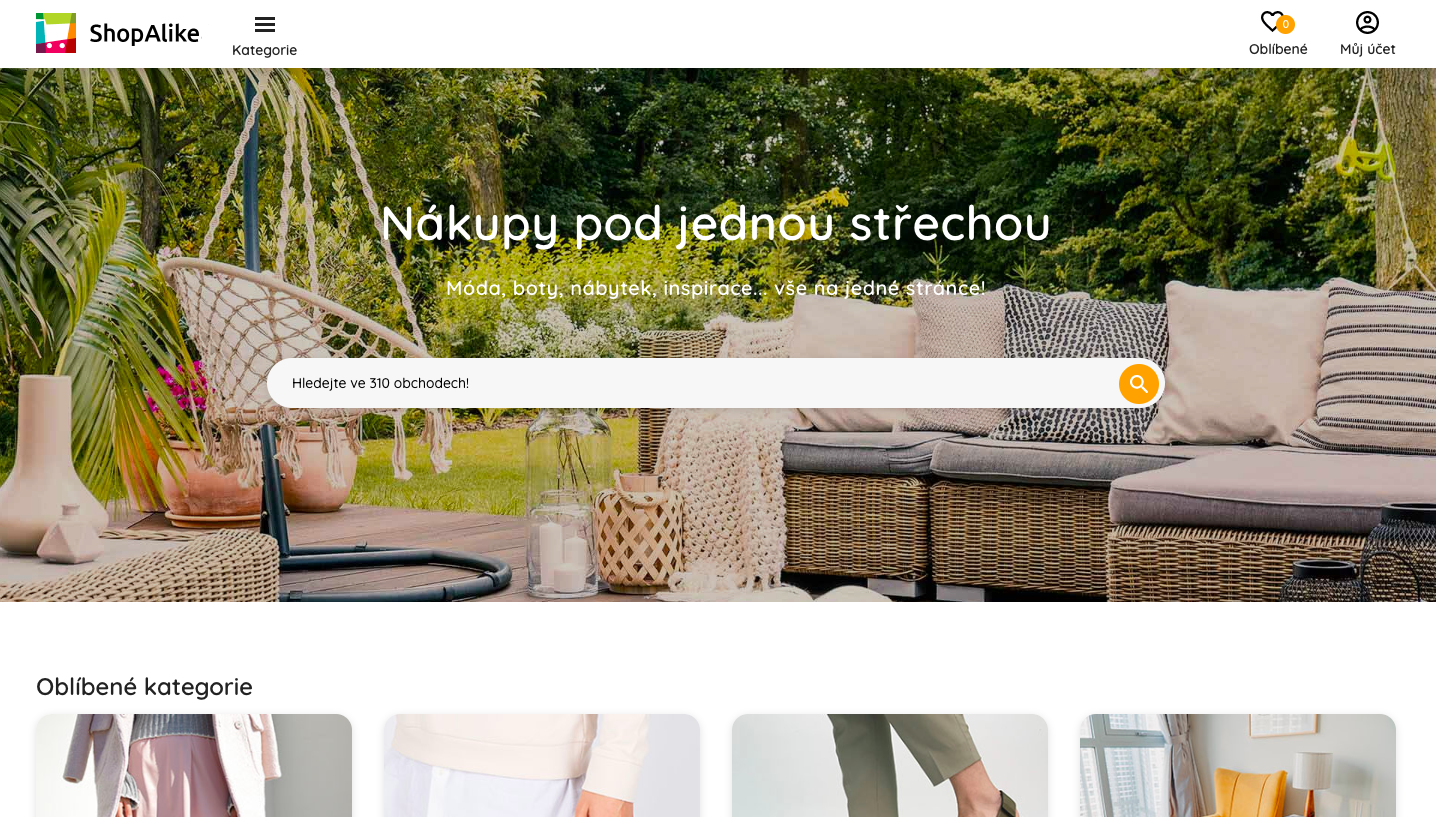 ShopAlike
Kategorie
0
Oblíbené
Můj účet
Nákupy pod jednou střechou
Móda, boty, nábytek, inspirace... vše na jedné stránce!
Hledejte ve 310 obchodech!
Oblíbené kategorie